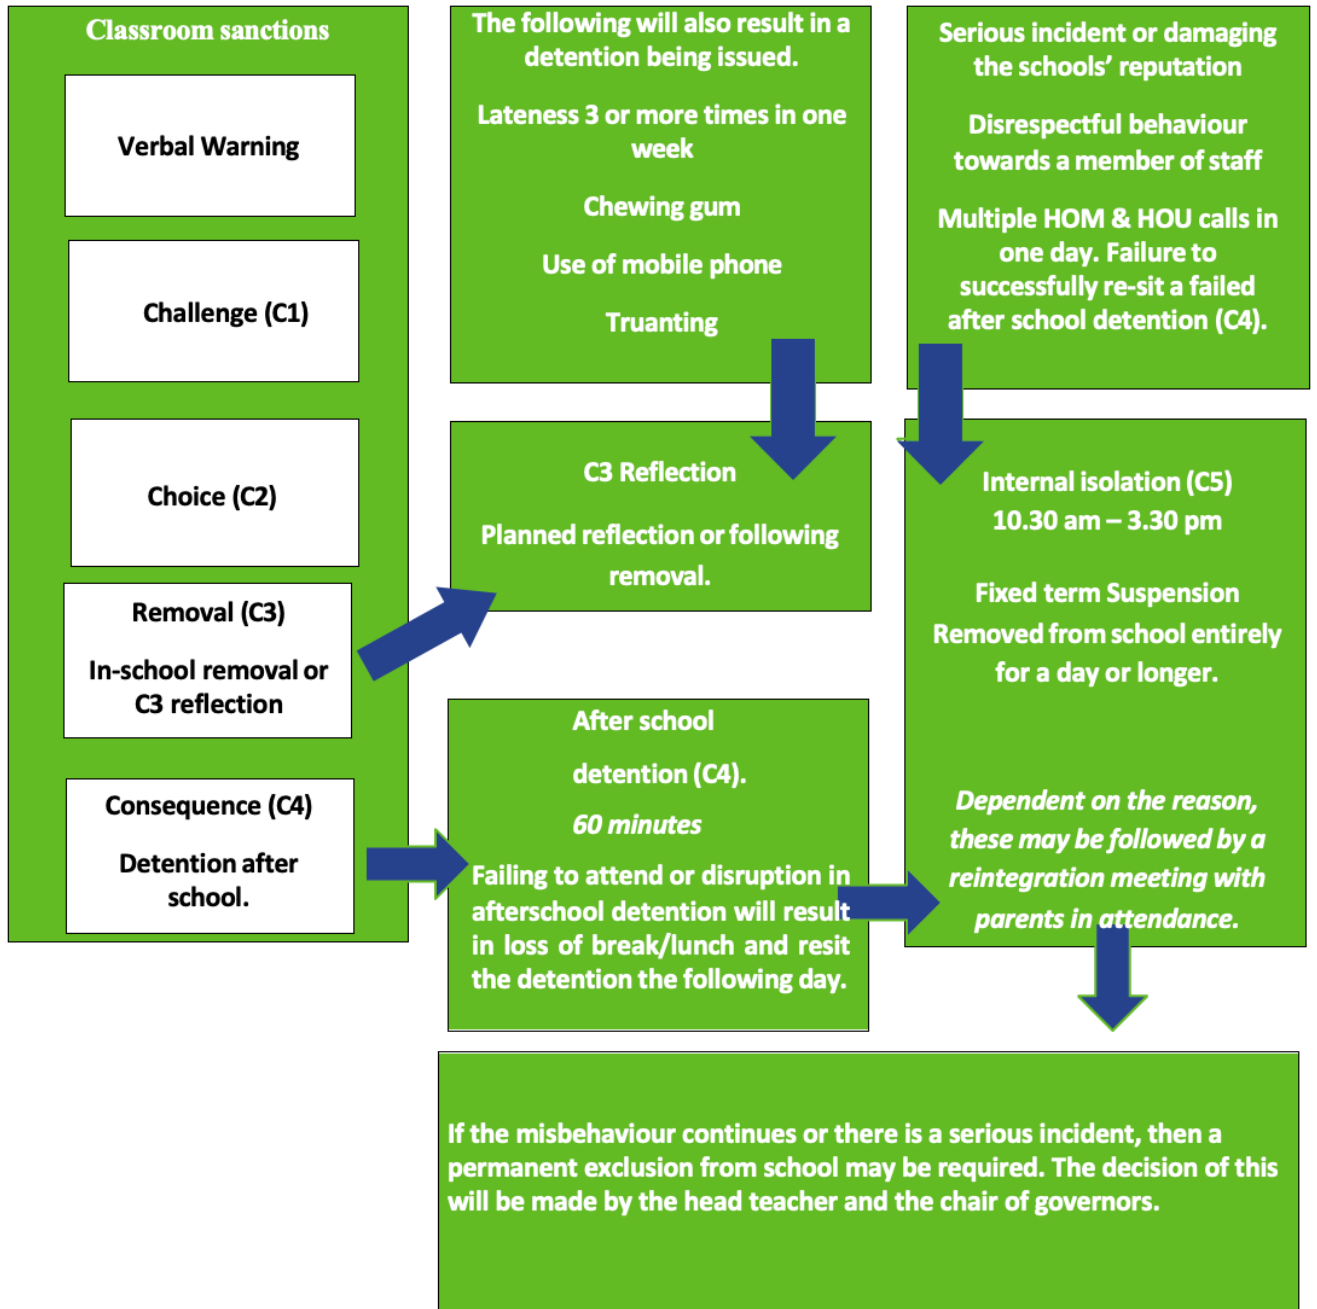 Classroom sanctions
Verbal Warning
Challenge (C1)
Choice (C2)
Removal (C3)
In-school removal or
C3 reflection
Consequence (C4)
Detention after
school.
The following will also result in a
detention being issued.
Lateness 3 or more times in one
week
Chewing gum
Use of mobile phone
Truanting
C3 Reflection
Planned reflection or following
removal.
After school
detention (C4).
60 minutes
Failing to attend or disruption in
afterschool detention will result
in loss of break/lunch and resit
the detention the following day.
Serious incident or damaging
the schools’ reputation
Disrespectful behaviour
towards a member of staff
Multiple HOM & HOU calls in
one day. Failure to
successfully re-sit a failed
after school detention (C4).
Internal isolation (C5)
10.30 am – 3.30 pm
Fixed term Suspension
Removed from school entirely
for a day or longer.
Dependent on the reason,
these may be followed by a
reintegration meeting with
parents in attendance.
If the misbehaviour continues or there is a serious incident, then a
permanent exclusion from school may be required. The decision of this
will be made by the head teacher and the chair of governors.